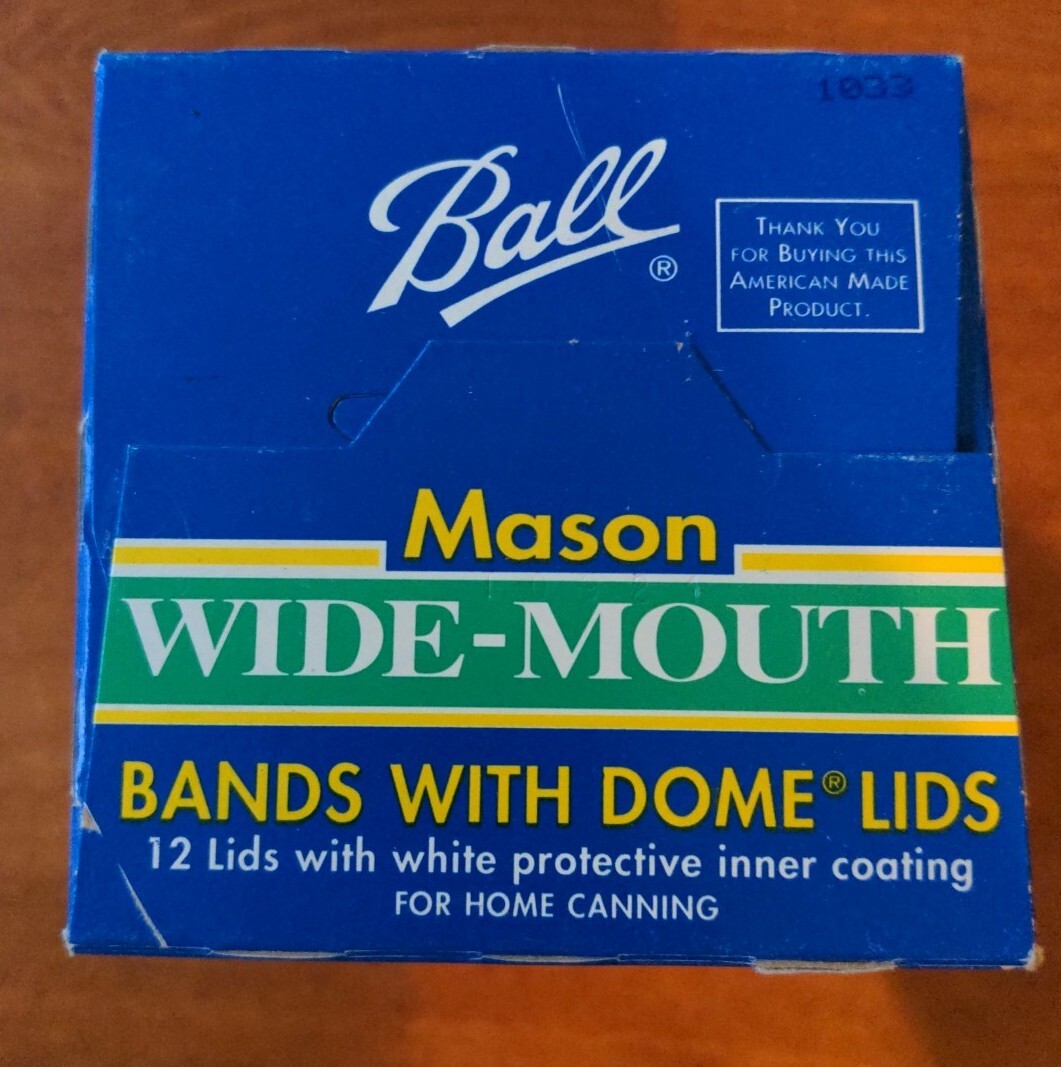 1033
Ball®
THANK YOU
FOR BUYING THIS
AMERICAN MADE
PRODUCT.
Mason
WIDE-MOUTH
BANDS WITH DOME® LIDS
12 Lids with white protective inner coating
FOR HOME CANNING